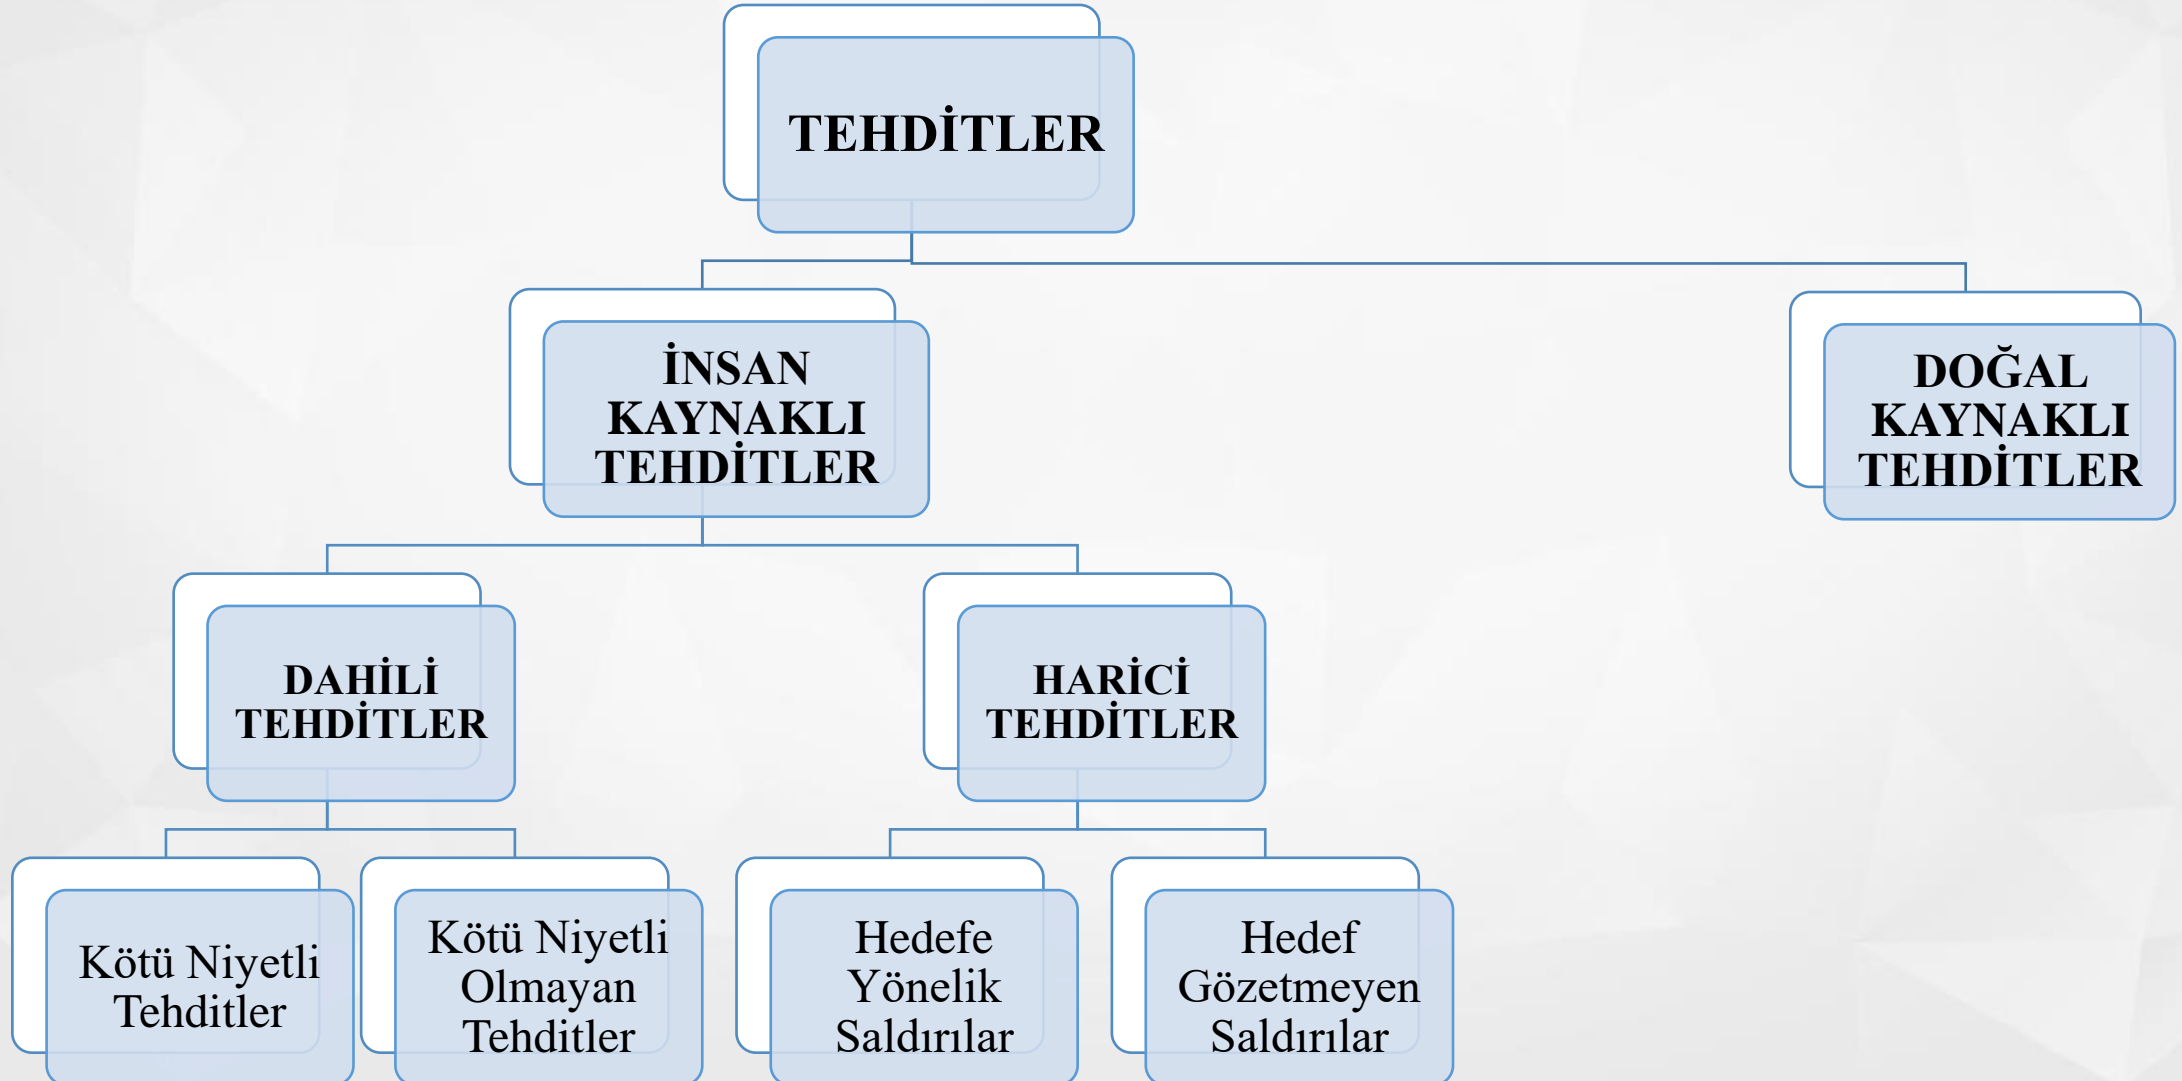 TEHDİTLER
İNSAN
KAYNAKLI
TEHDİTLER
DOĞAL
KAYNAKLI
TEHDİTLER
DAHİLİ
TEHDİTLER
HARİCİ
TEHDİTLER
Kötü Niyetli
Tehditler
Kötü Niyetli
Olmayan
Tehditler
Hedefe
Yönelik
Saldırılar
Hedef
Gözetmeyen
Saldırılar